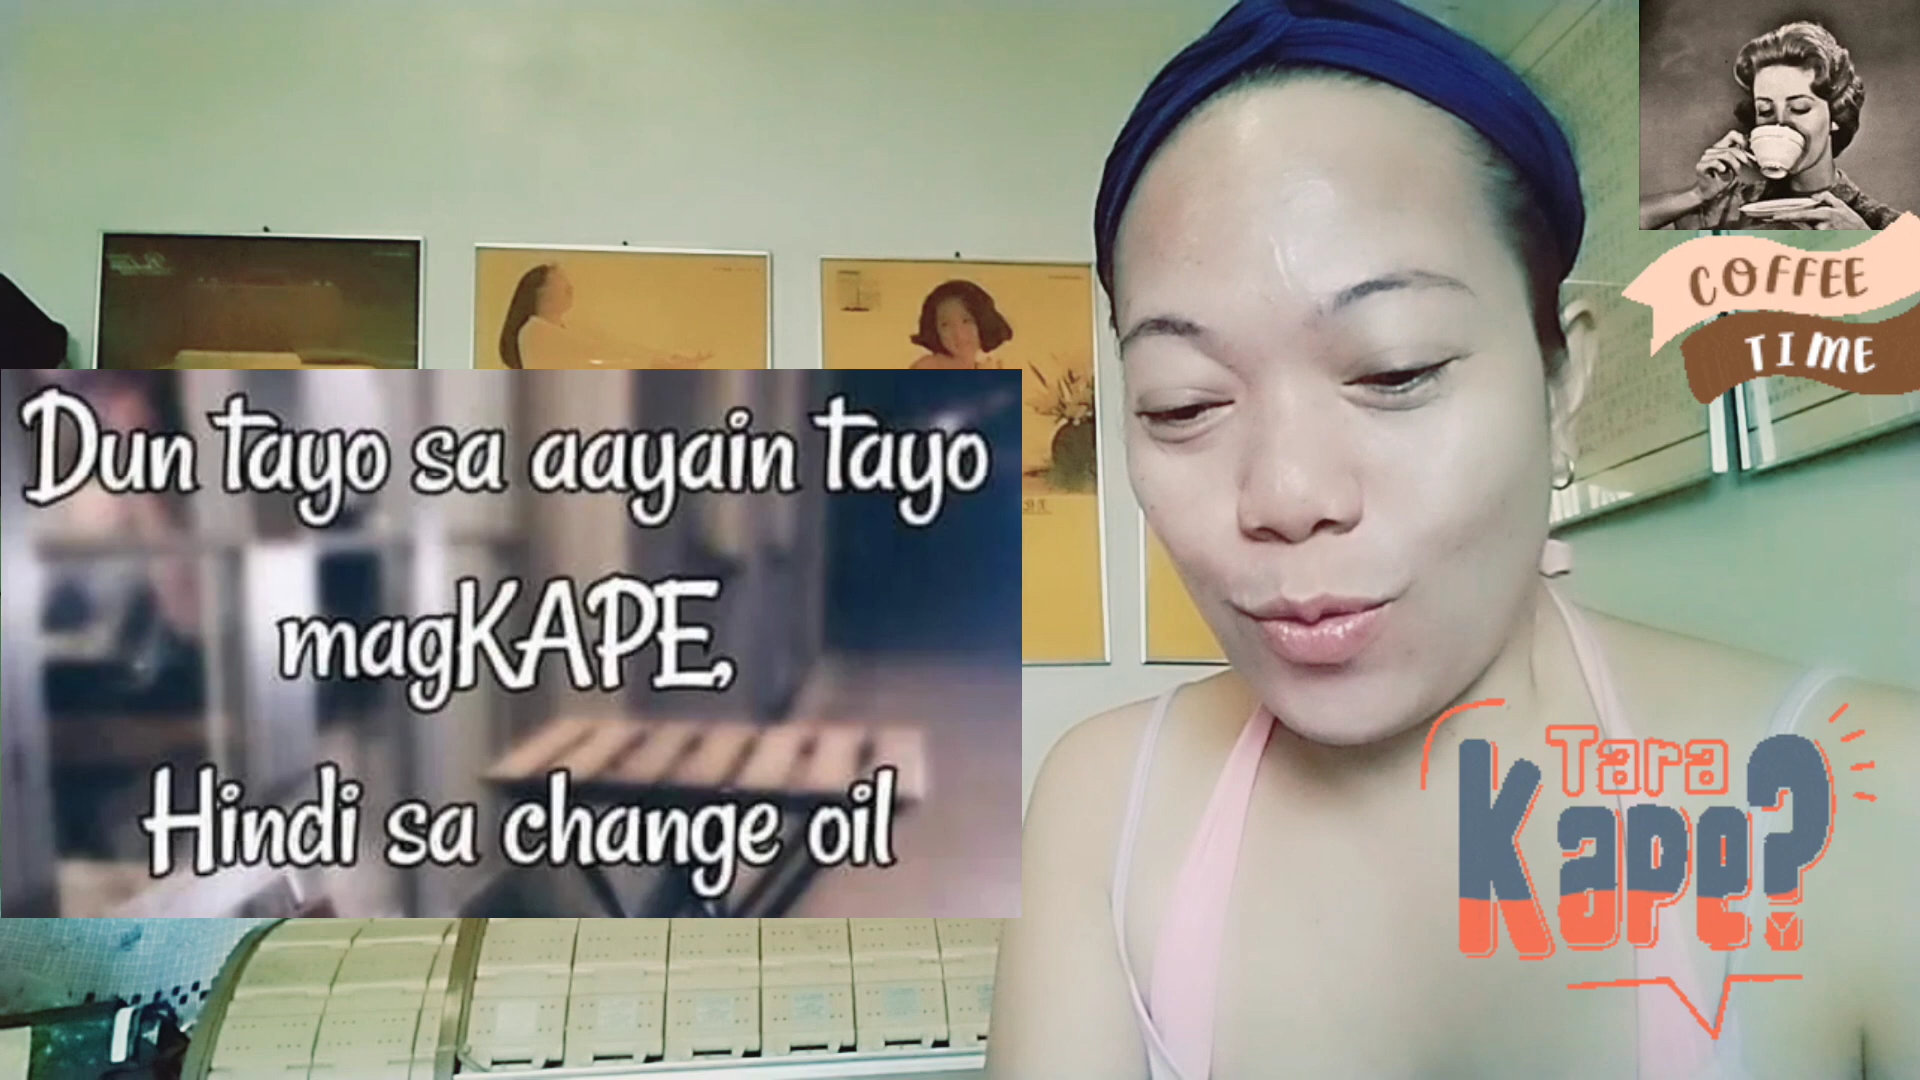 Dun tayo sa aayain tayo
magKAPE,
Hindi sa change oil
COFFEE
TIME
Tara
Kape?